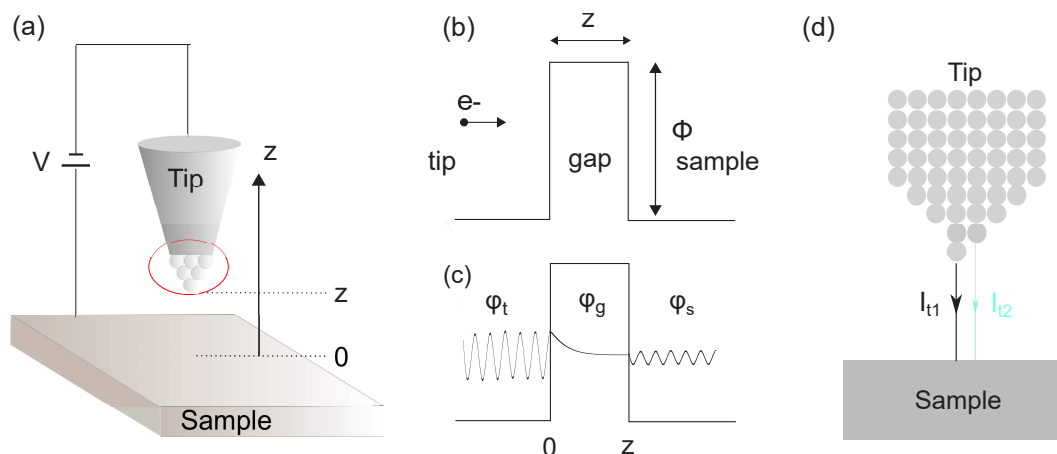 (a)
V
Tip
z
z
0
Sample
(b)
z
e-
Φ
tip
gap
sample
(c)
φt
φg
φs
0
z
(d)
Tip
It1
It2
Sample